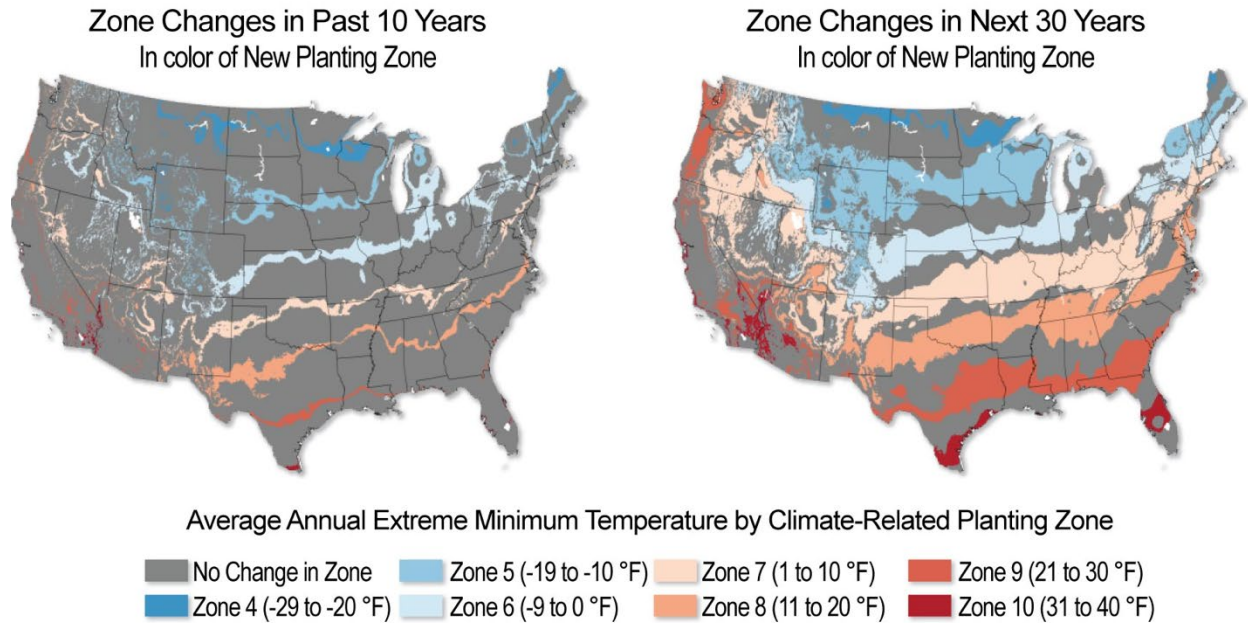 Zone Changes in Past 10 Years
In color of New Planting Zone
Zone Changes in Next 30 Years
In color of New Planting Zone
Average Annual Extreme Minimum Temperature by Climate-Related Planting Zone
No Change in Zone
Zone 5 (-19 to -10 °F)
Zone 7 (1 to 10 °F)
Zone 9 (21 to 30 °F)
Zone 4 (-29 to -20 °F)
Zone 6 (-9 to 0 °F)
Zone 8 (11 to 20 °F)
Zone 10 (31 to 40 °F)